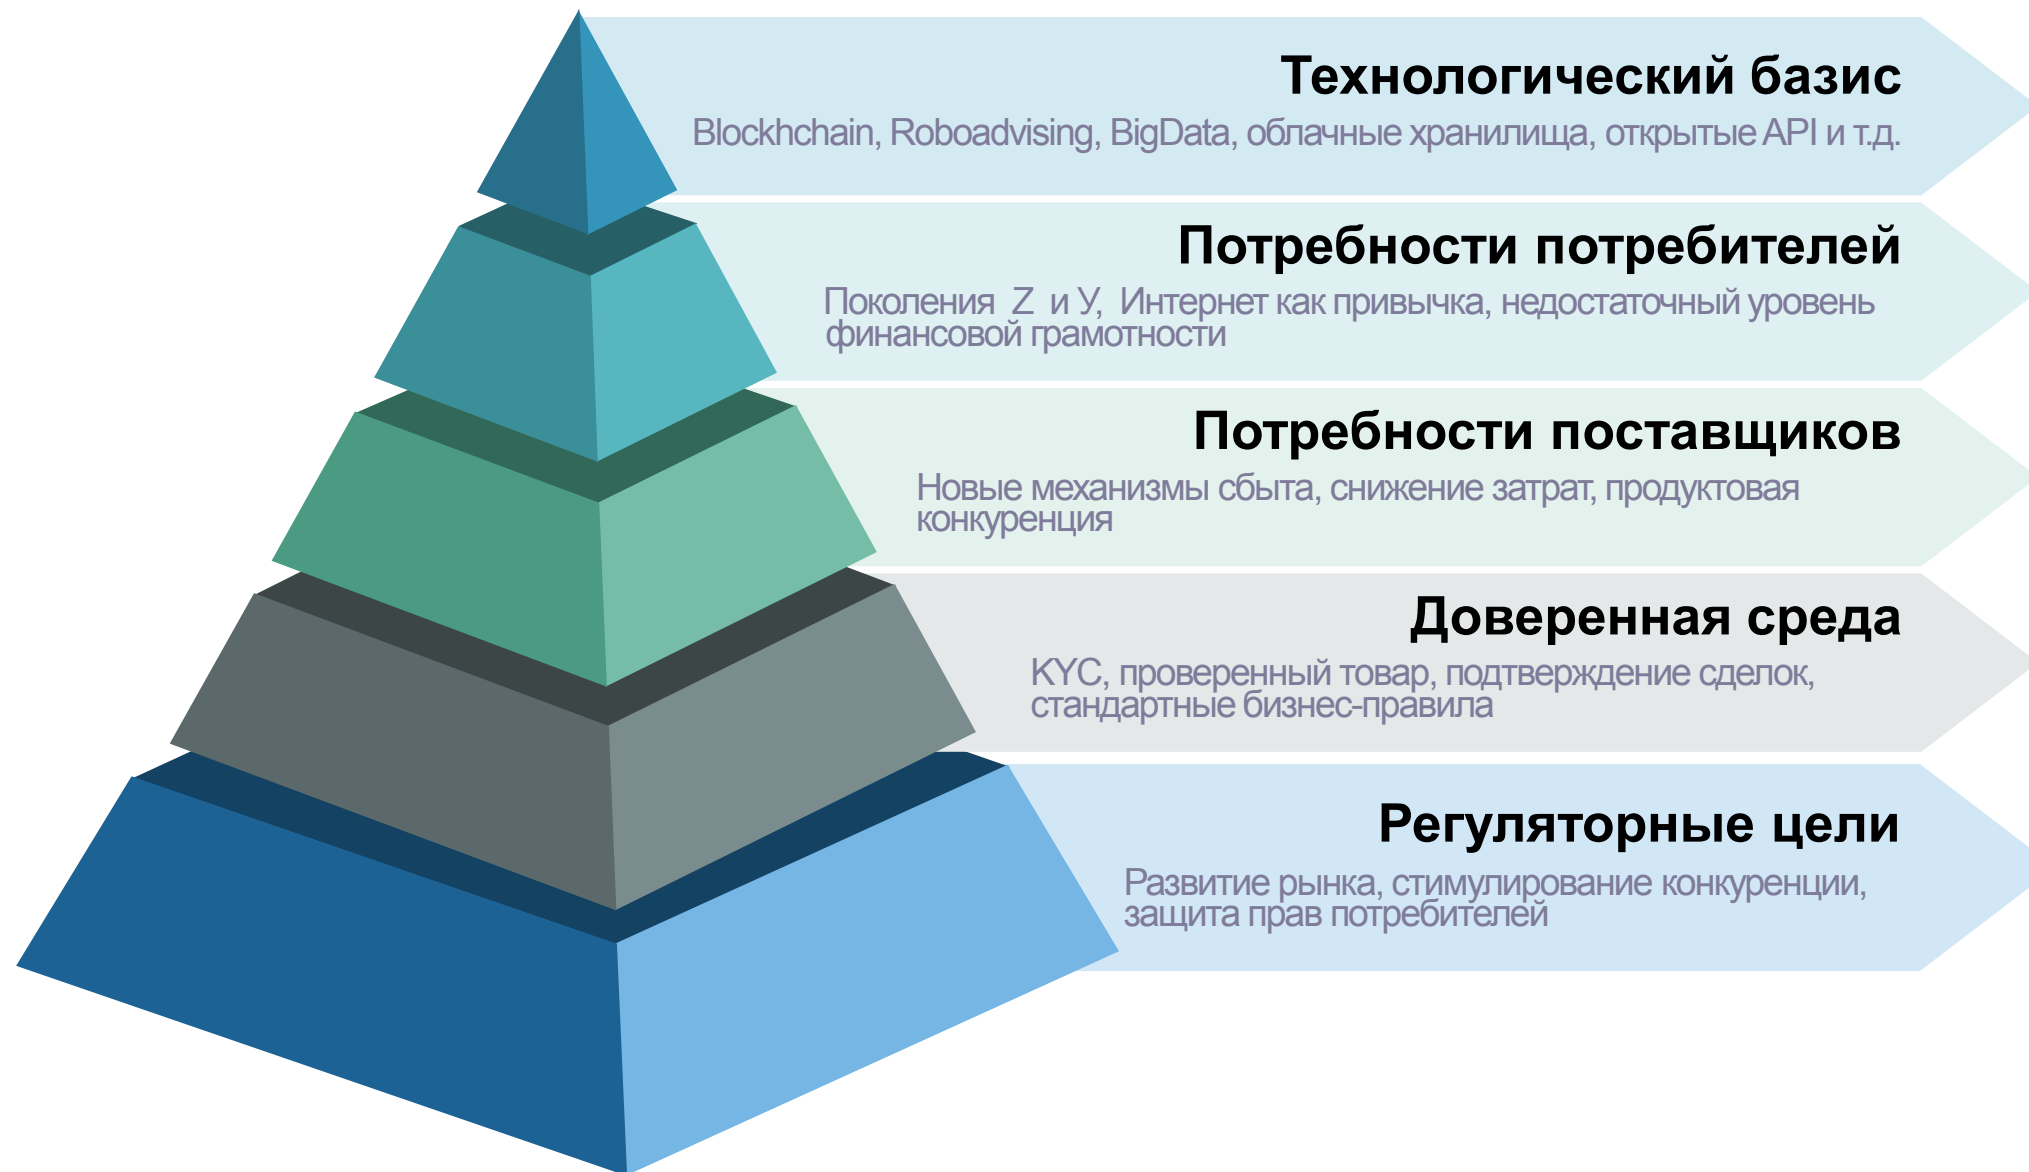 Технологический базис
Blockhchain, Roboadvising, BigData, облачные хранилища, открытые API и т.д.
Потребности потребителей
Поколения Z и У, Интернет как привычка, недостаточный уровень
финансовой грамотности
Потребности поставщиков
Новые механизмы сбыта, снижение затрат, продуктовая
конкуренция
Доверенная среда
KYC, проверенный товар, подтверждение сделок,
стандартные бизнес-правила
Регуляторные цели
Развитие рынка, стимулирование конкуренции,
защита прав потребителей